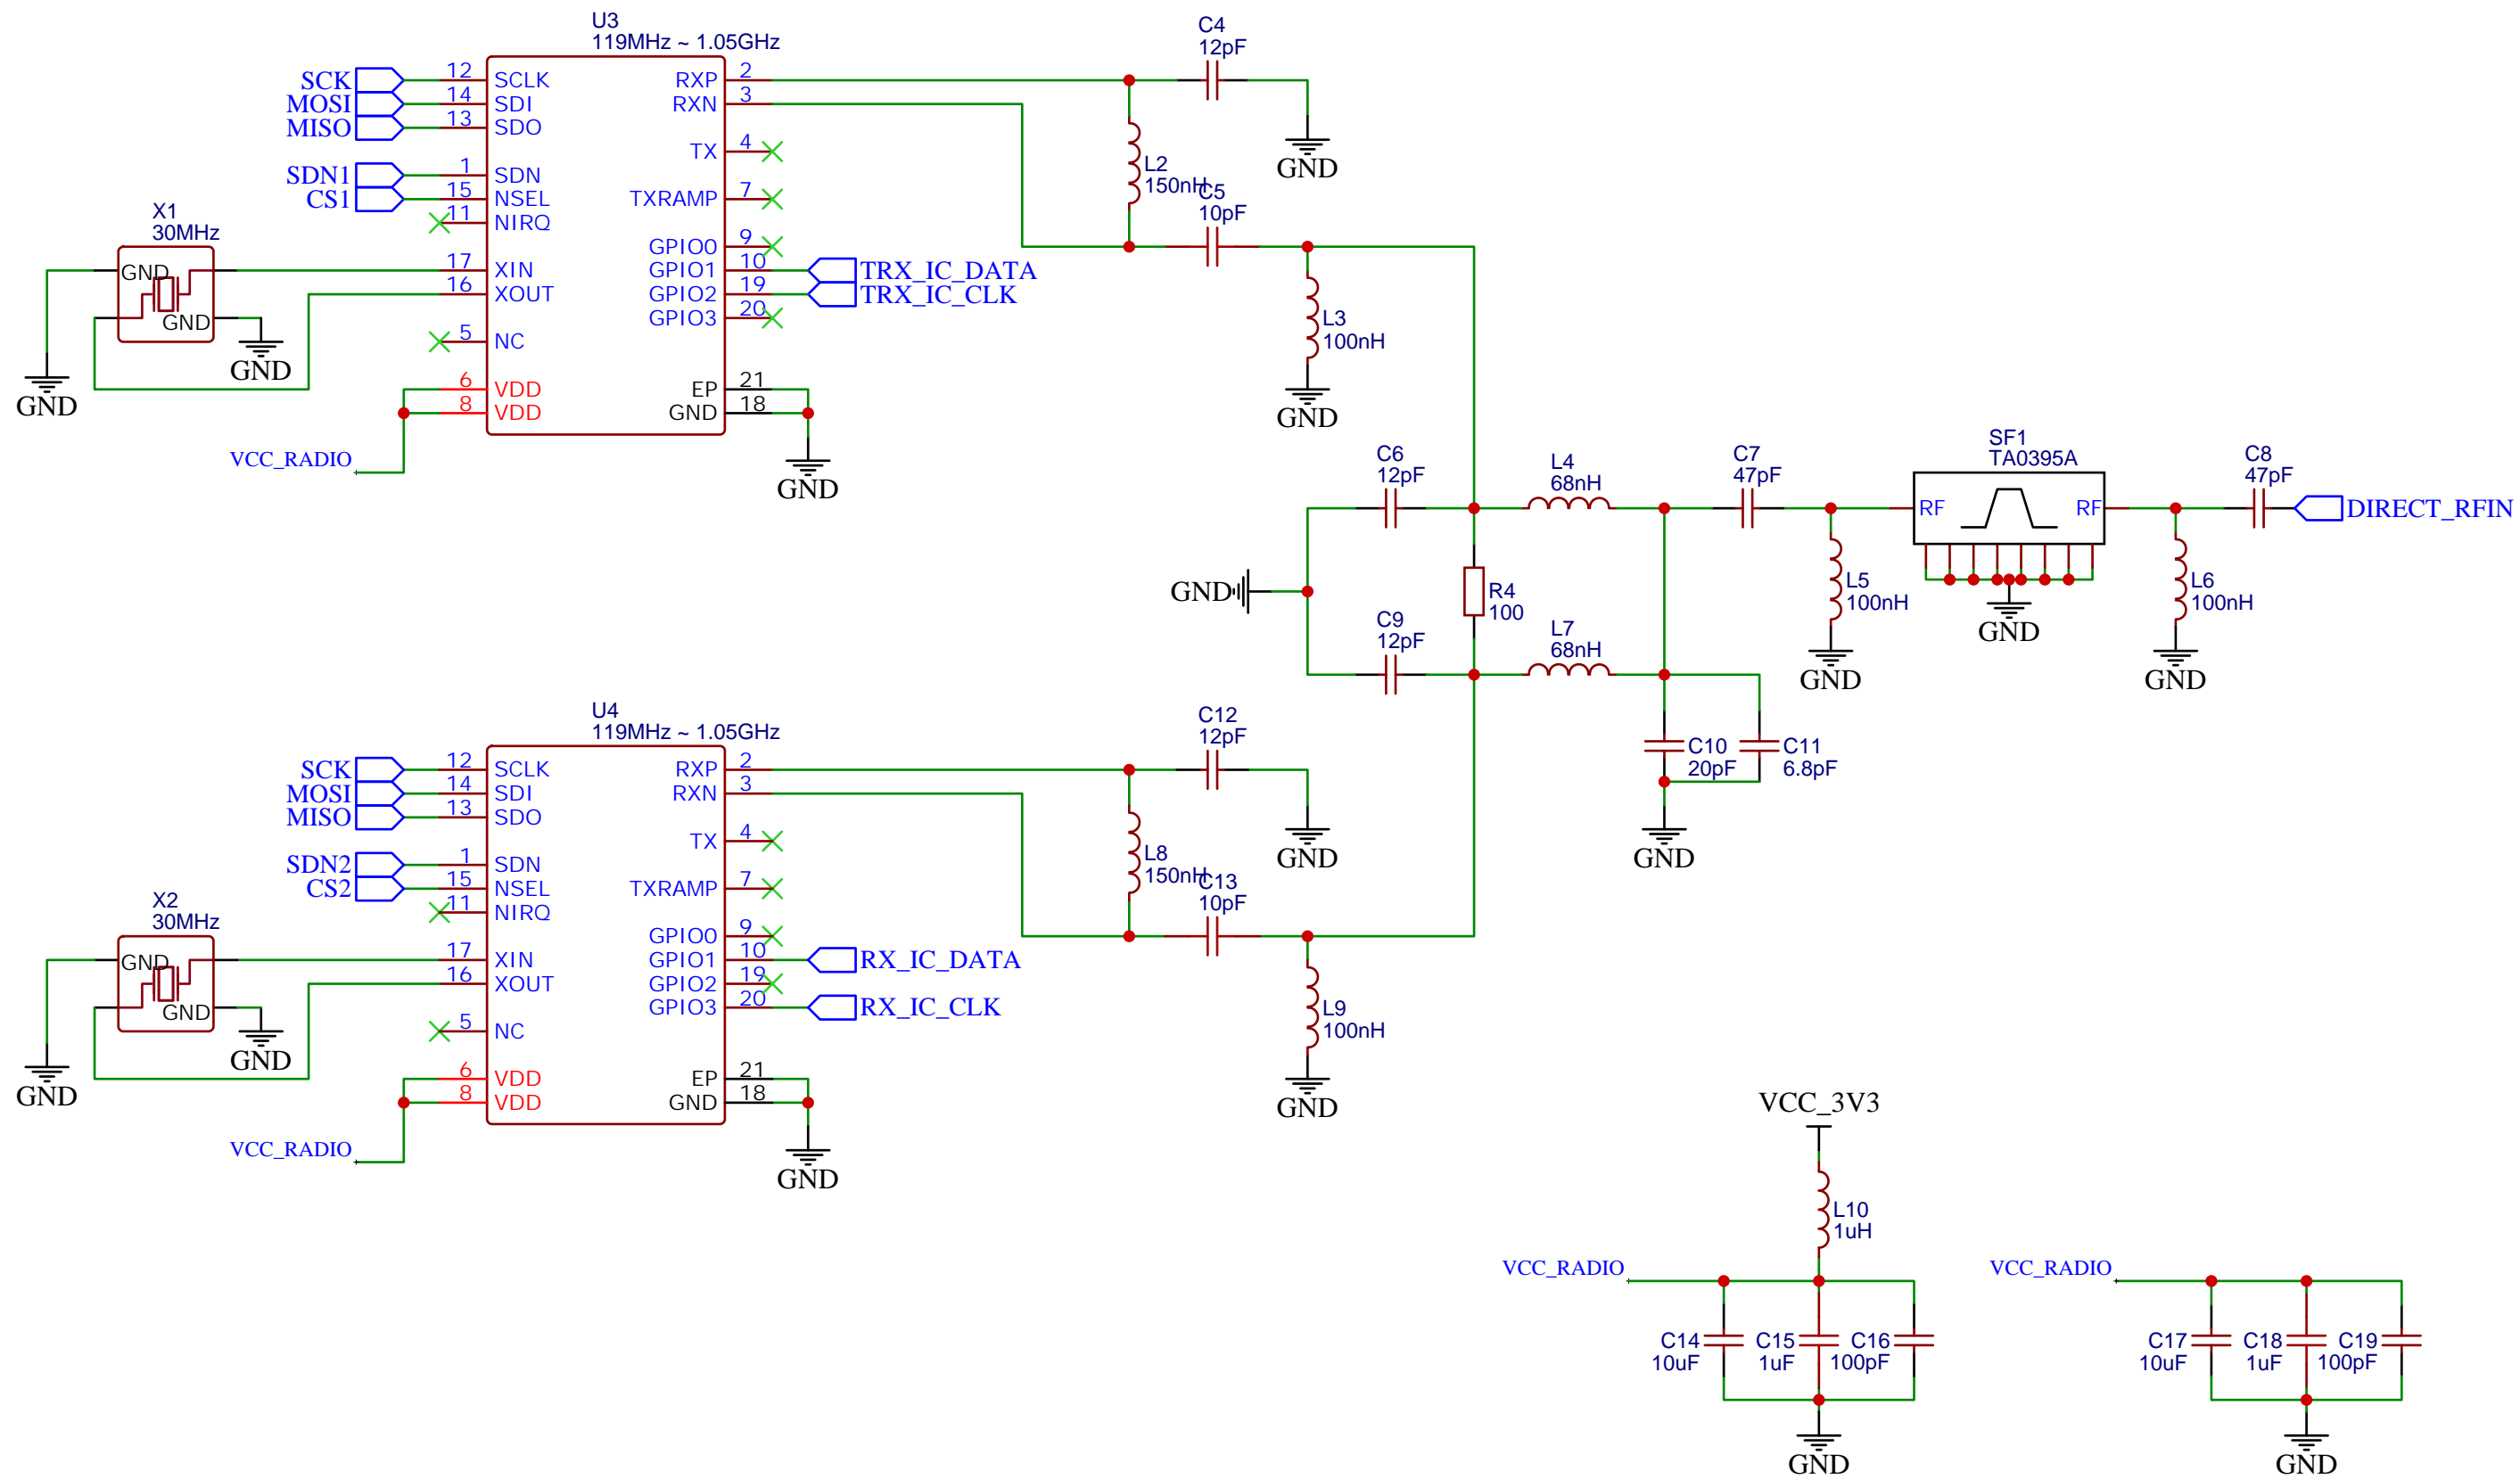 U3
119MHz ~ 1.05GHz
SCK
MOSI
MISO
SDN1
CS1
12
14
13
1
15
11
17
16
5
6
8
SCLK
SDI
SDO
SDN
NSEL
NIRQ
XIN
XOUT
NC
VDD
VDD
RXP
RXN
TX
TXRAMP
GPIO0
GPIO1
GPIO2
GPIO3
EP
GND
2
3
4
7
9
10
19
20
21
18
TRX_IC_DATA
TRX_IC_CLK
X1
30MHz
GND
GND
GND
GND
VCC_RADIO
GND
C4
12pF
GND
L2
150nH
C5
10pF
L3
100nH
GND
C6
12pF
L4
68nH
C7
47pF
SF1
TA0395A
RF
RF
C8
47pF
DIRECT_RFIN
GND
R4
100
L5
100nH
GND
GND
L6
100nH
GND
C9
12pF
L7
68nH
C10
20pF
C11
6.8pF
GND
U4
119MHz ~ 1.05GHz
SCK
MOSI
MISO
SDN2
CS2
12
14
13
1
15
11
17
16
5
6
8
SCLK
SDI
SDO
SDN
NSEL
NIRQ
XIN
XOUT
NC
VDD
VDD
RXP
RXN
TX
TXRAMP
GPIO0
GPIO1
GPIO2
GPIO3
EP
GND
2
3
4
7
9
10
19
20
21
18
RX_IC_DATA
RX_IC_CLK
X2
30MHz
GND
GND
GND
GND
VCC_RADIO
GND
C12
12pF
GND
L8
150nH
C13
10pF
L9
100nH
GND
VCC_3V3
L10
1uH
VCC_RADIO
C14
10uF
C15
1uF
C16
100pF
GND
VCC_RADIO
C17
10uF
C18
1uF
C19
100pF
GND